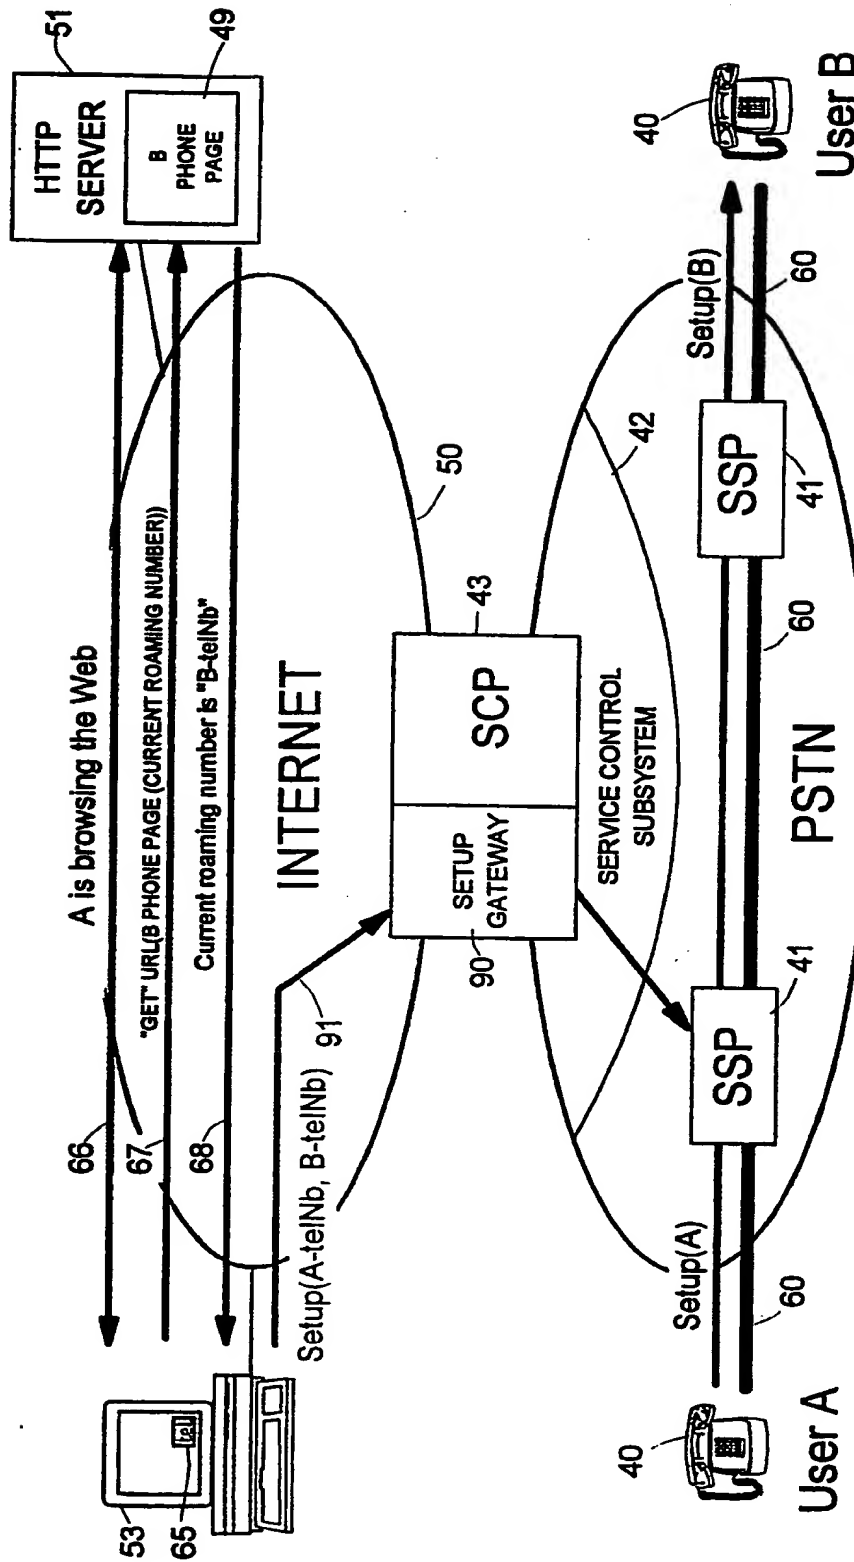 A is browsing the Web
66
"GET" URL(B PHONE PAGE (CURRENT ROAMING NUMBER))
67
Current roaming number is "B-telNb"
68
HTTP
SERVER
51
B
PHONE
PAGE
49
53
tel
65
Setup(A-telNb, B-telNb)
91
INTERNET
50
SETUP
GATEWAY
90
SCP
43
SERVICE CONTROL
SUBSYSTEM
42
Setup(A)
Setup(B)
40
User A
60
SSP
41
60
SSP
41
60
40
User B
PSTN